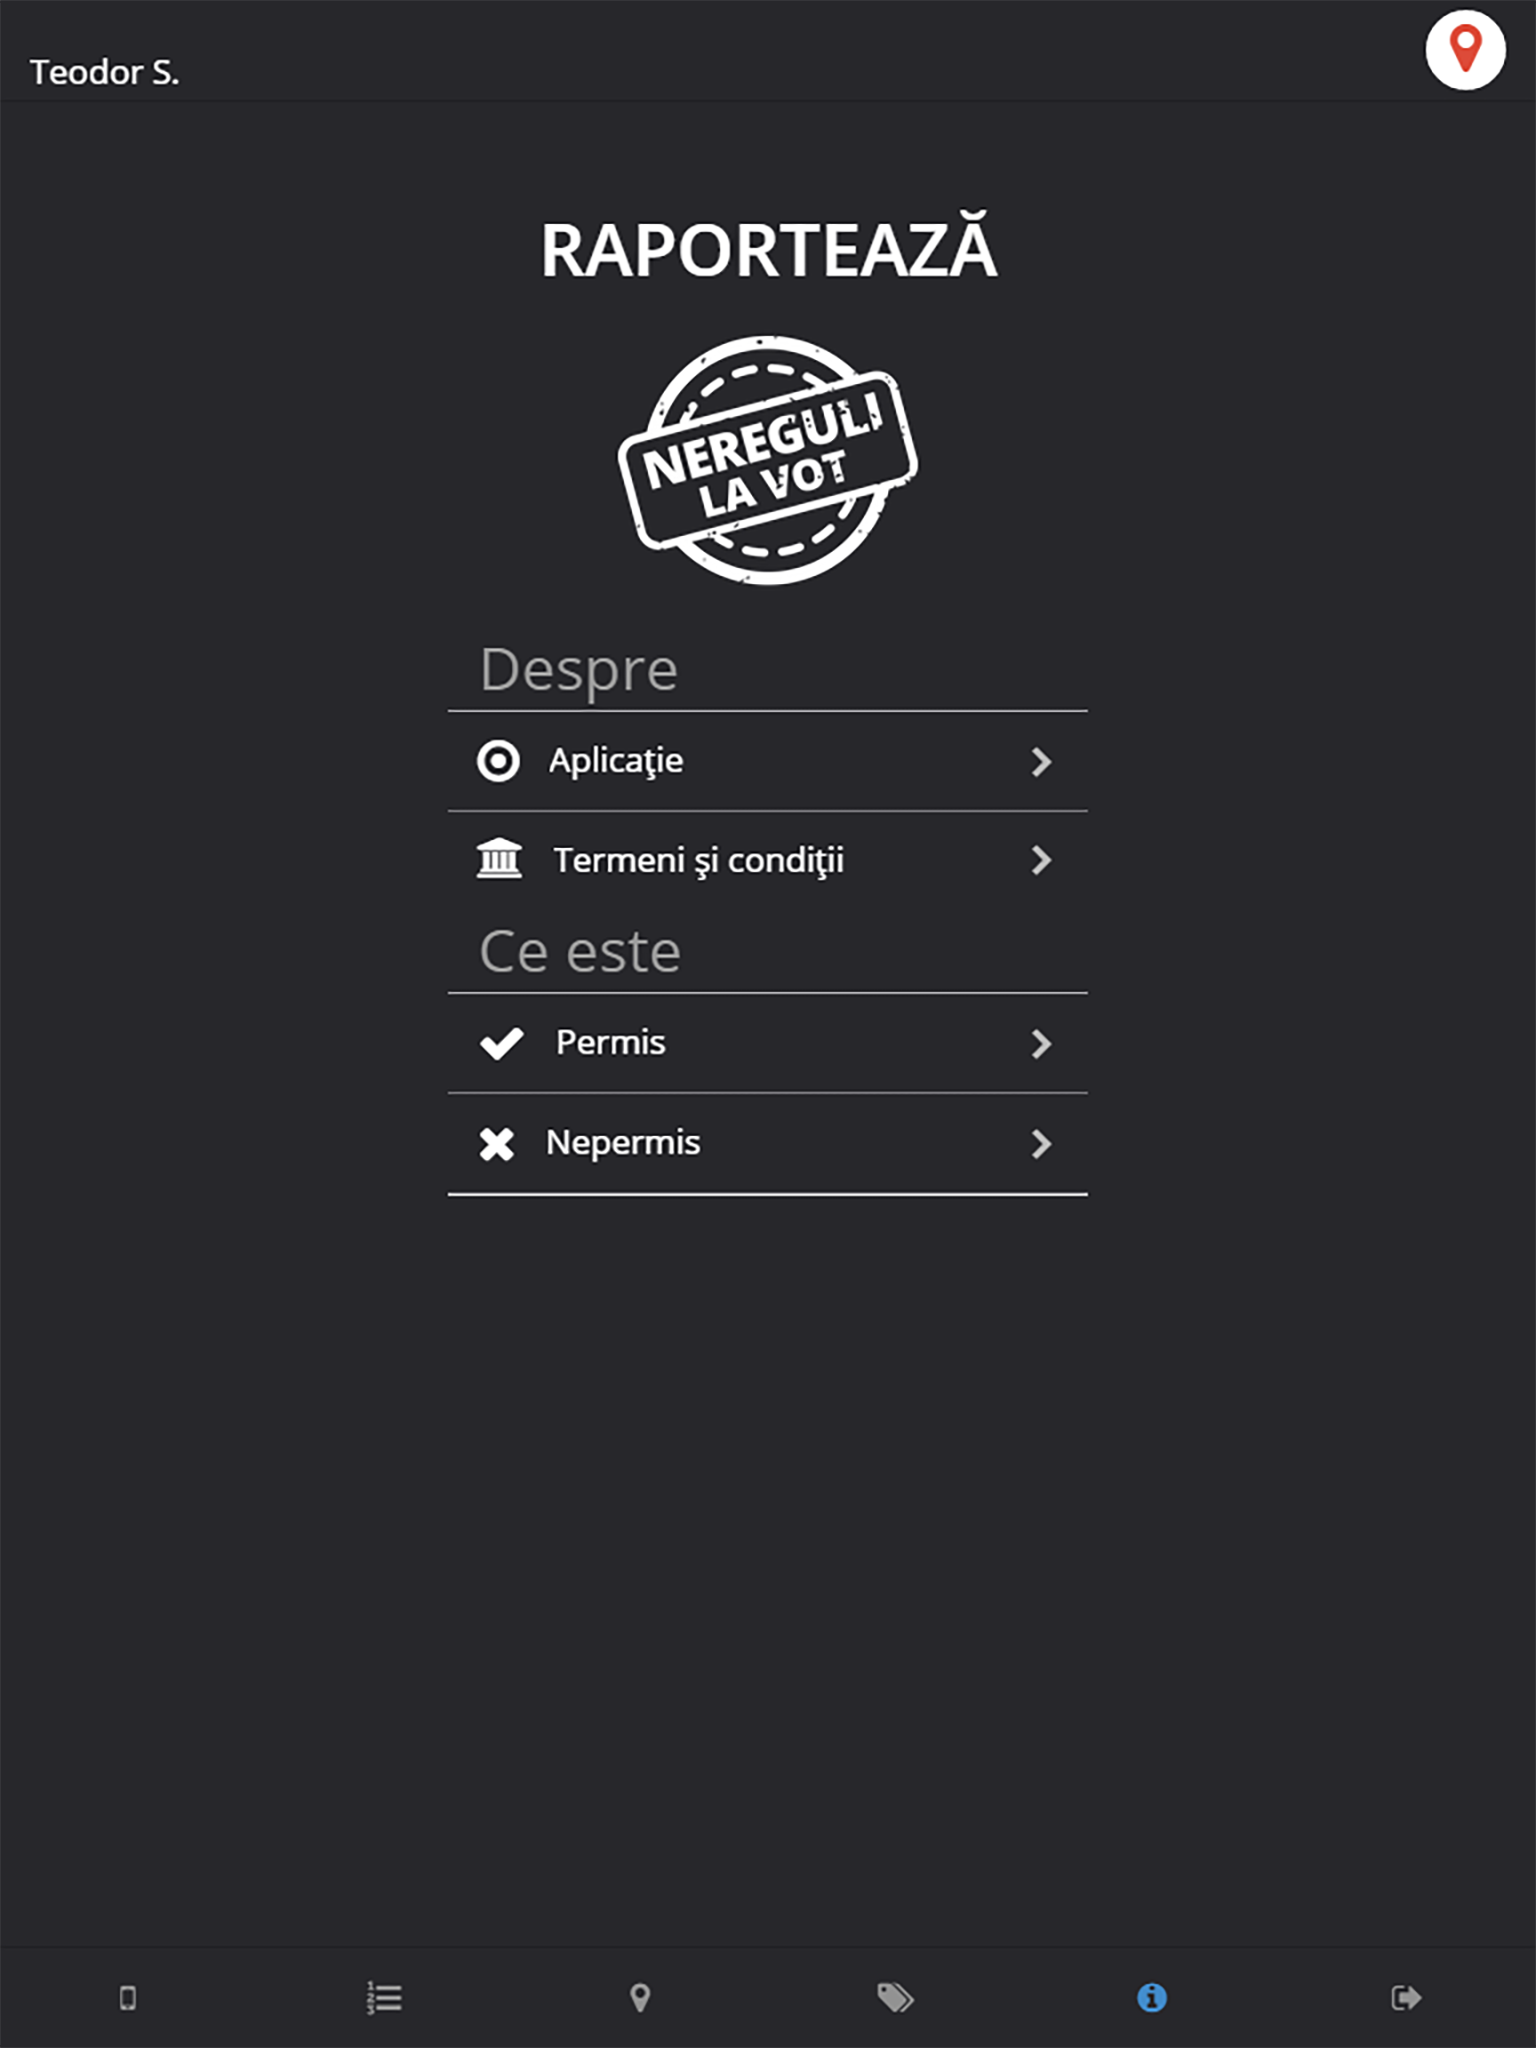 Teodor S.
RAPORTEAZĂ
NEREGULI
LA VOT
Despre
Aplicaţie
Termeni şi condiţii
Ce este
Permis
Nepermis